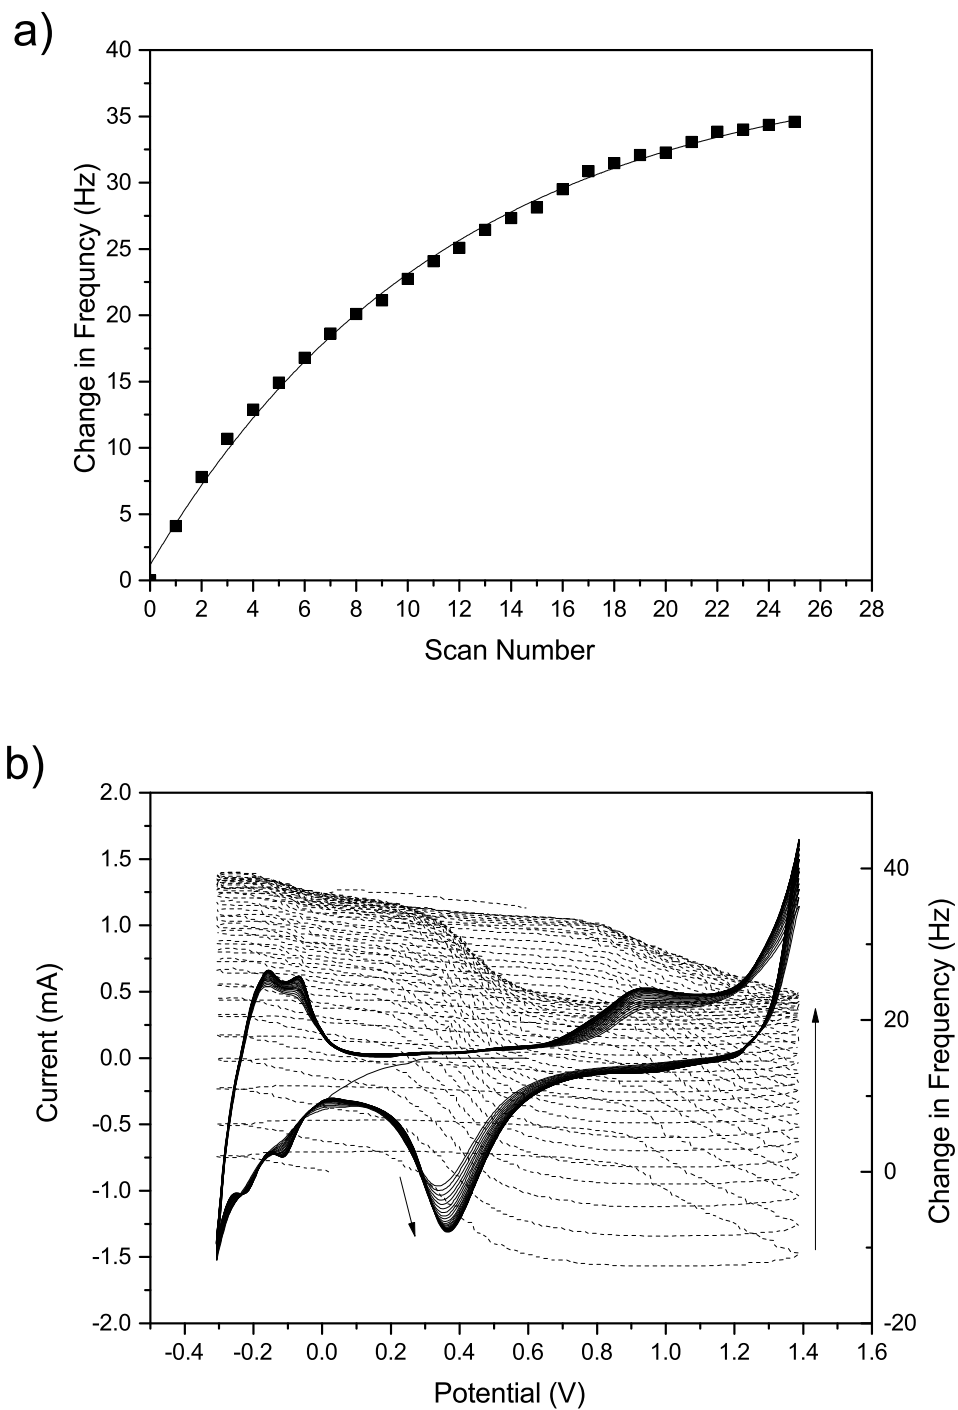 a)
40
35
30
25
20
15
10
5
0
Change in Frequncy (Hz)
0 2 4 6 8 10 12 14 16 18 20 22 24 26 28
Scan Number
b)
2.0
1.5
1.0
0.5
0.0
-0.5
-1.0
-1.5
-2.0
Current (mA)
40
20
0
-20
Change in Frequency (Hz)
-0.4 -0.2 0.0 0.2 0.4 0.6 0.8 1.0 1.2 1.4 1.6
Potential (V)